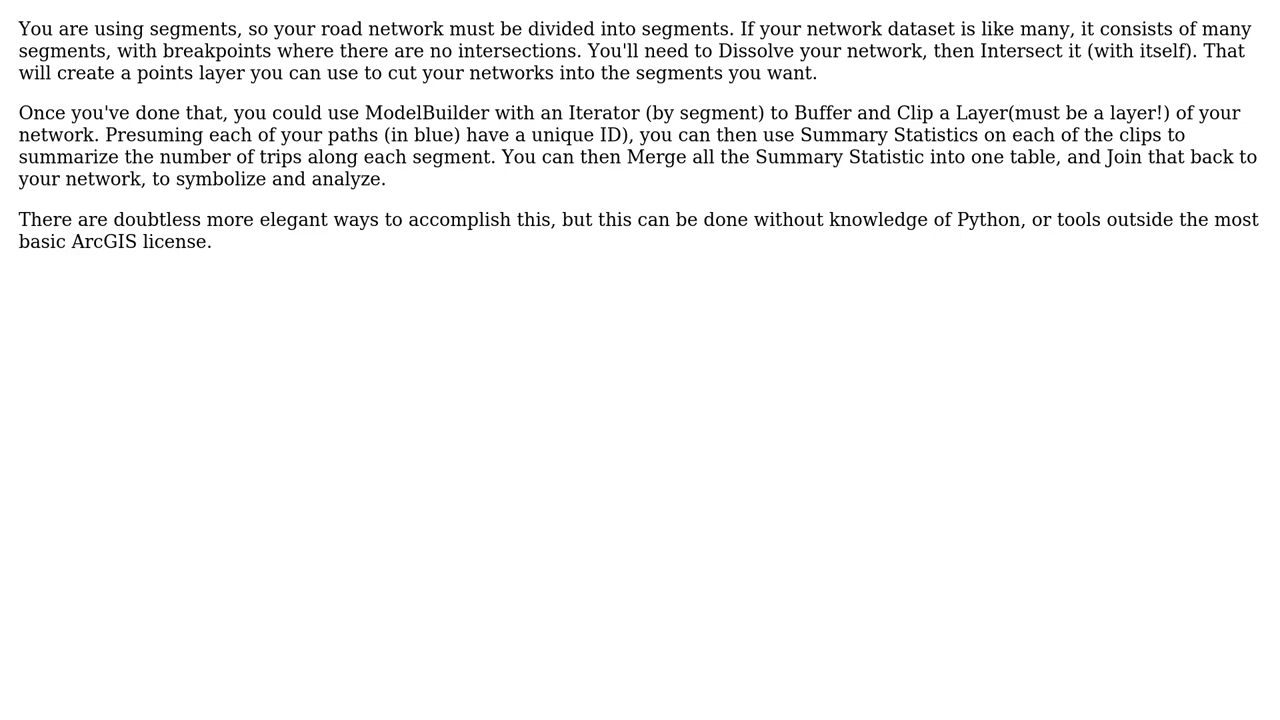 You are using segments, so your road network must be divided into segments. If your network dataset is like many, it consists of many
segments, with breakpoints where there are no intersections. You'll need to Dissolve your network, then Intersect it (with itself). That
will create a points layer you can use to cut your networks into the segments you want.
Once you've done that, you could use ModelBuilder with an Iterator (by segment) to Buffer and Clip a Layer(must be a layer!) of your
network. Presuming each of your paths (in blue) have a unique ID), you can then use Summary Statistics on each of the clips to
summarize the number of trips along each segment. You can then Merge all the Summary Statistic into one table, and Join that back to
your network, to symbolize and analyze.
There are doubtless more elegant ways to accomplish this, but this can be done without knowledge of Python, or tools outside the most
basic ArcGIS license.